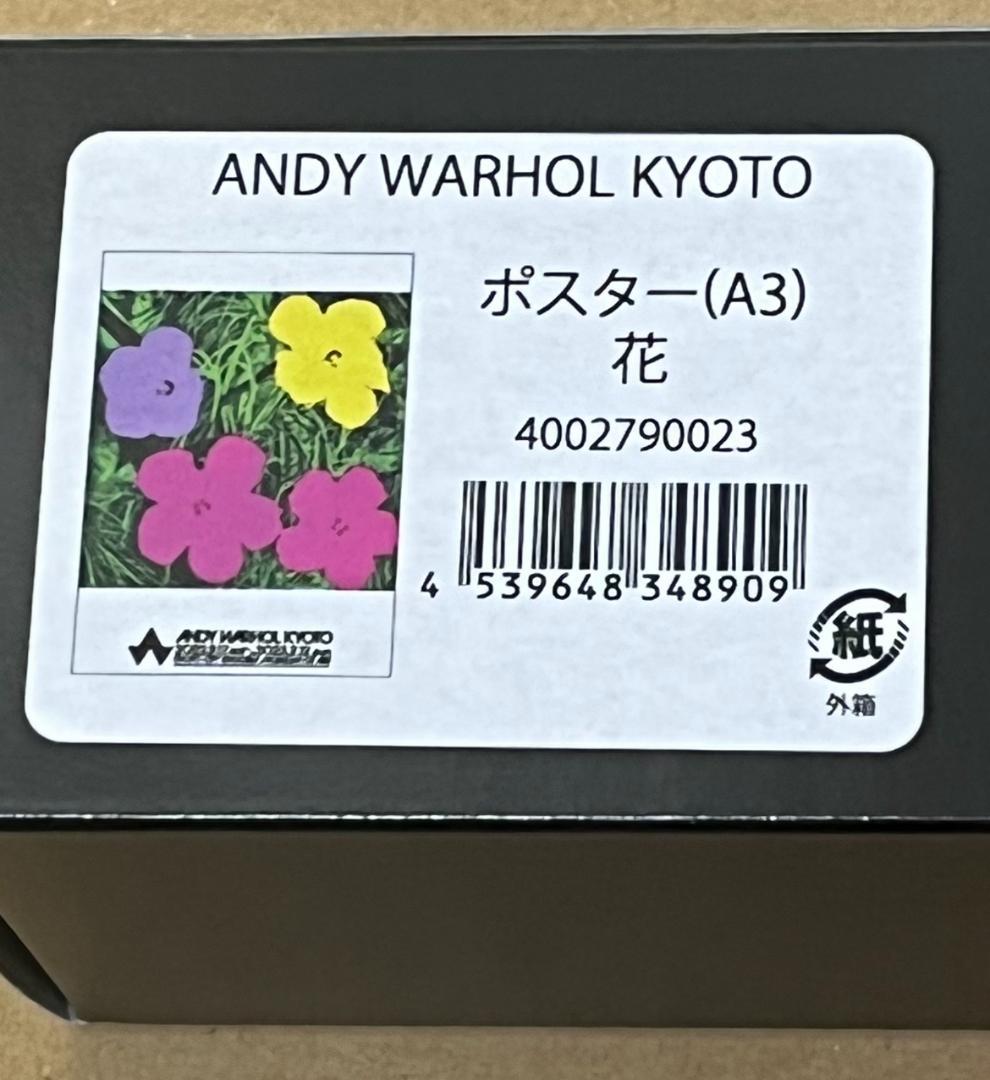 ANDY WARHOL KYOTO
ポスター(A3)
花
4002790023
4 539648 348909
ANDY WARHOL KYOTO
紙
外箱